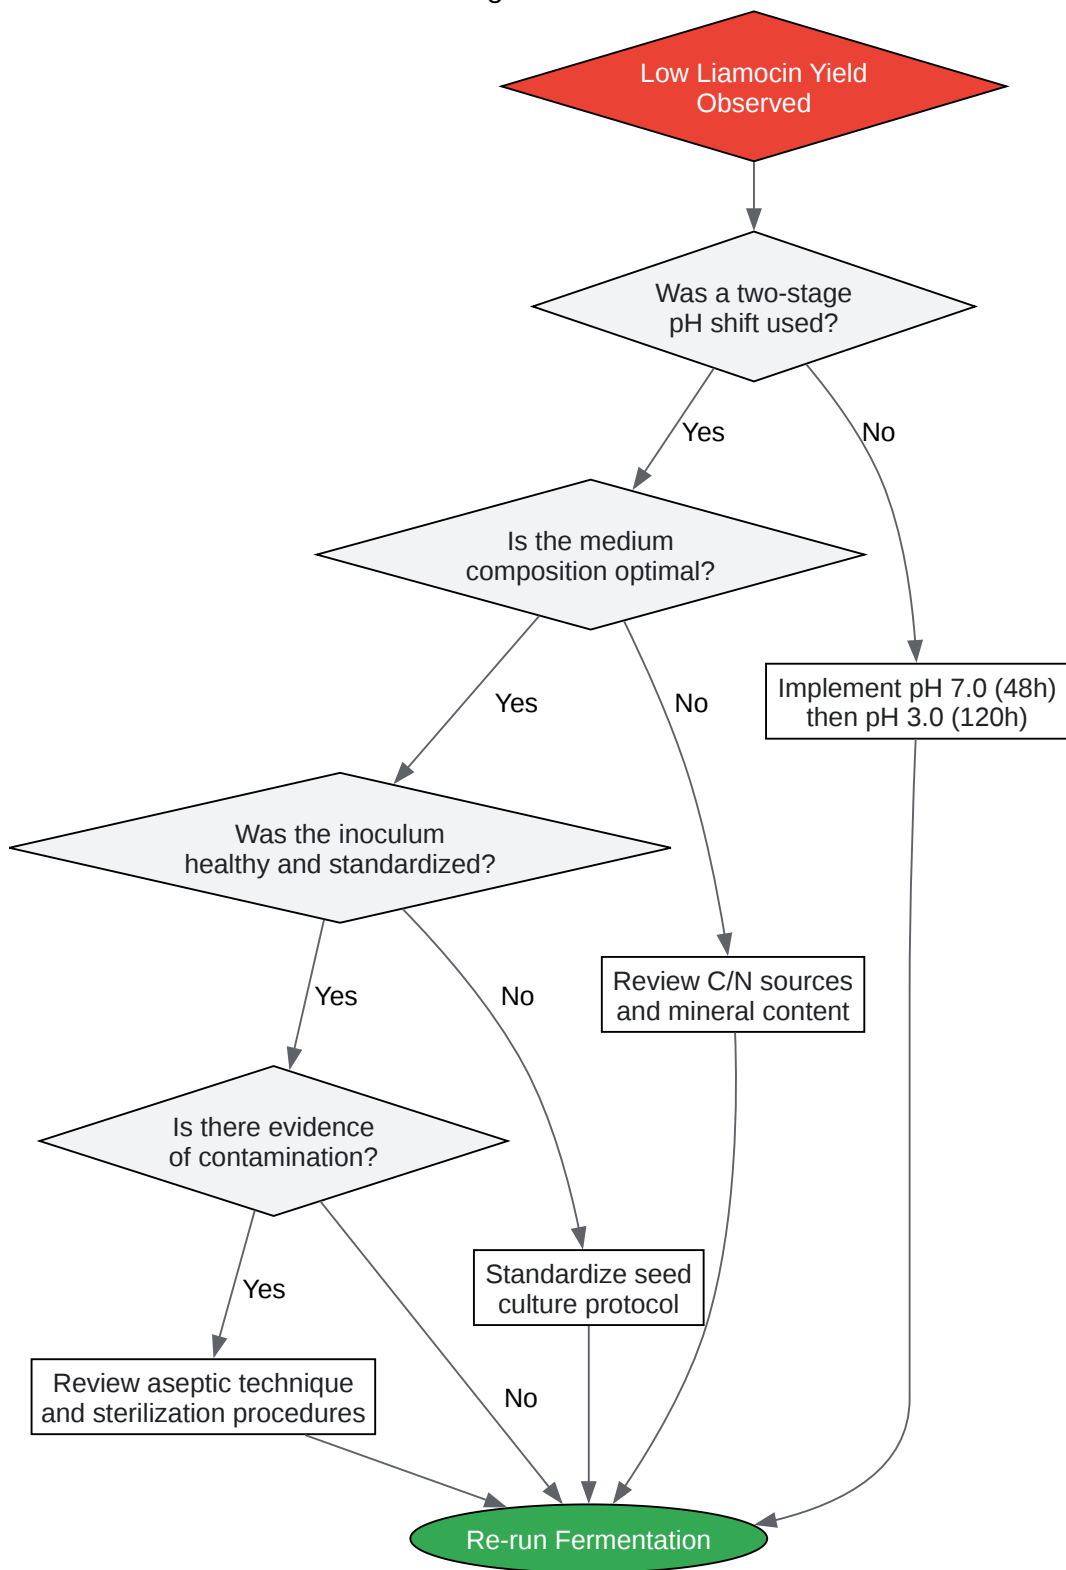 Low Liamocin Yield
Observed
Was a two-stage
pH shift used?
Yes
No
Is the medium
composition optimal?
Yes
No
Implement pH 7.0 (48h)
then pH 3.0 (120h)
Was the inoculum
healthy and standardized?
Yes
No
Review C/N sources
and mineral content
Is there evidence
of contamination?
Yes
No
Standardize seed
culture protocol
Review aseptic technique
and sterilization procedures
Re-run Fermentation